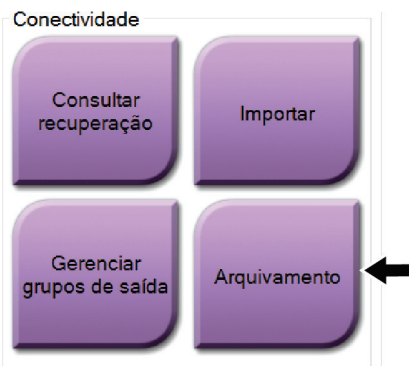 Conectividade
Consultar
recuperação
Importar
Gerenciar
grupos de saída
Arquivamento